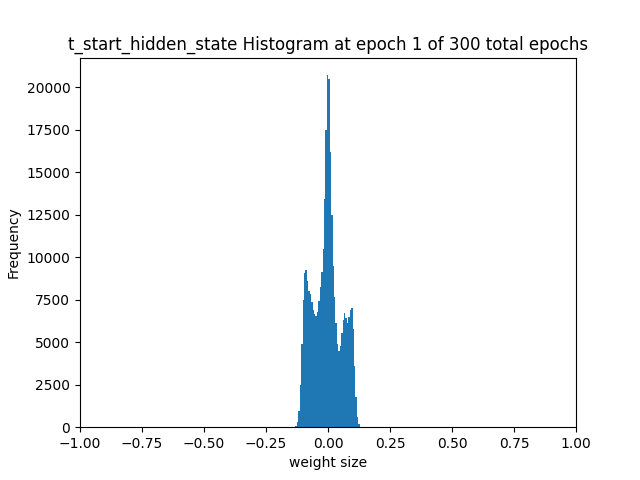 t_start_hidden_state Histogram at epoch 1 of 300 total epochs
20000
17500
15000
12500
10000
7500
5000
2500
0
Frequency
−1.00 −0.75 −0.50 −0.25 0.00 0.25 0.50 0.75 1.00
weight size